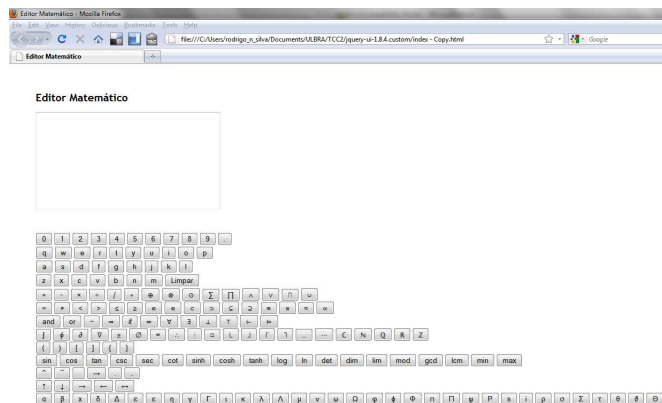 Editor Matemático - Mozilla Firefox
File Edit View History Delicious Bookmarks Tools Help
file:///C:/Users/rodrigo_n_silva/Documents/ULBRA/TCC2/jquery-ui-1.8.4.custom/index - Copy.html Google
Editor Matemático
Editor Matemático
0 1 2 3 4 5 6 7 8 9 .
q w e r t y u i o p
a s d f g h j k l
z x c v b n m Limpar
+ - × ÷ / ∘ ⊕ ⊗ ⊙ ∑ ∏ ∧ ∨ ∩ ∪
= ≠ < > ≤ ≥ ∈ ∉ ⊂ ⊃ ⊆ ⊇ ≡ ≅ ≈ ∝
and or ¬ ⇒ if ⇔ ∀ ∃ ⊥ ⊤ ⊢ ⊨
∫ ∮ ∂ ∇ ± Ø ∞ ∴ ⋮ □ ⌊ ⌋ ⌈ ⌉ ... ⋯ C N Q R Z
( ) [ ] { }
sin cos tan csc sec cot sinh cosh tanh log ln det dim lim mod gcd lcm min max
^ ¯ → . ..
↑ ↓ → ← ↔
α β χ δ Δ ε ε η γ Γ ι κ λ Λ μ ν ω Ω φ ϕ Φ π Π ψ Ρ s i ρ σ Σ τ θ ϑ Θ